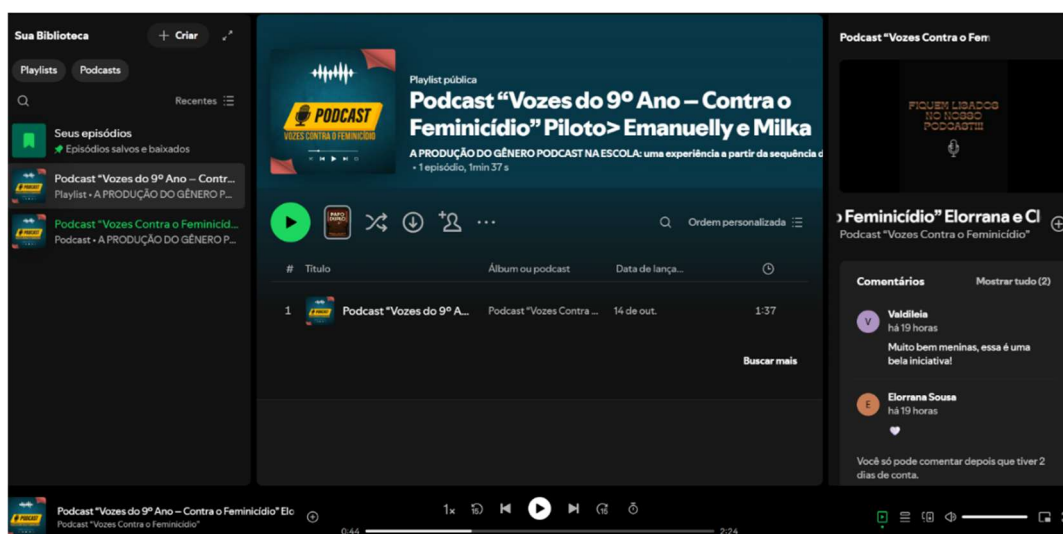 Sua Biblioteca
+ Criar
Playlists
Podcasts
Recentes
Seus episódios
Episódios salvos e baixados
Podcast “Vozes do 9º Ano – Contr...
Playlist • A PRODUÇÃO DO GÊNERO P...
Podcast “Vozes Contra o Feminicíd...
Podcast • A PRODUÇÃO DO GÊNERO P...
PODCAST
VOZES CONTRA O FEMINICÍDIO
Playlist pública
Podcast “Vozes do 9º Ano – Contra o
Feminicídio” Piloto> Emanuelly e Milka
A PRODUÇÃO DO GÊNERO PODCAST NA ESCOLA: uma experiência a partir da sequência d
• 1 episódio, 1min 37 s
Ordem personalizada
# Título Álbum ou podcast Data de lança...
1 Podcast “Vozes do 9º A... Podcast “Vozes Contra ... 14 de out. 1:37
Buscar mais
Podcast “Vozes Contra o Fem
FIQUEM LIGADOS
NO NOSSO
PODCAST!!!
o Feminicídio” Elorrana e Cl
Podcast “Vozes Contra o Feminicídio”
Comentários Mostrar tudo (2)
V
Valdileia
há 19 horas
Muito bem meninas, essa é uma
bela iniciativa!
E
Elorrana Sousa
há 19 horas
🤍
Você só pode comentar depois que tiver 2
dias de conta.
Podcast “Vozes do 9º Ano – Contra o Feminicídio” Elo
Podcast “Vozes Contra o Feminicídio”
1x 15 15
0:44 2:24